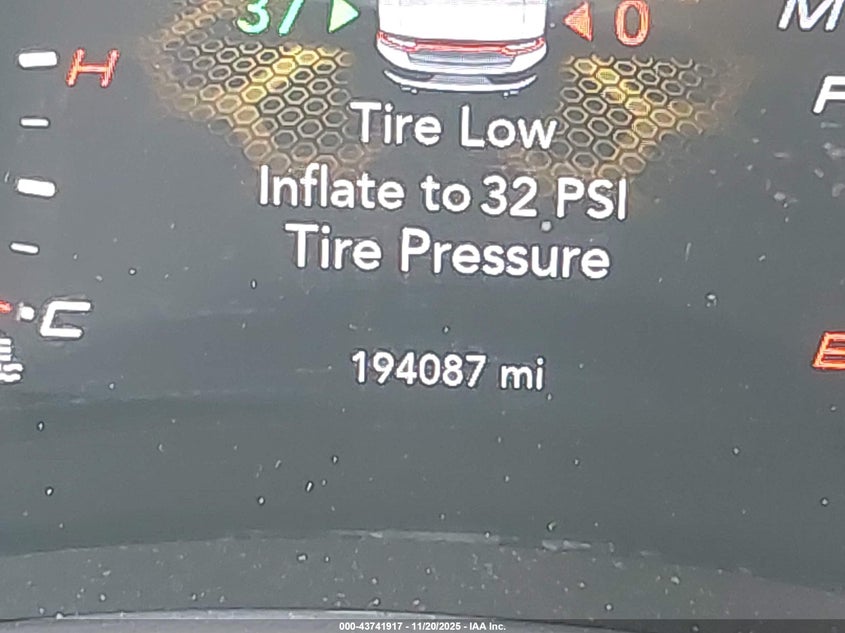 37 0
H
Tire Low
Inflate to 32 PSI
Tire Pressure
C
194087 mi
E
000-43741917 - 11/20/2025 - IAA Inc.